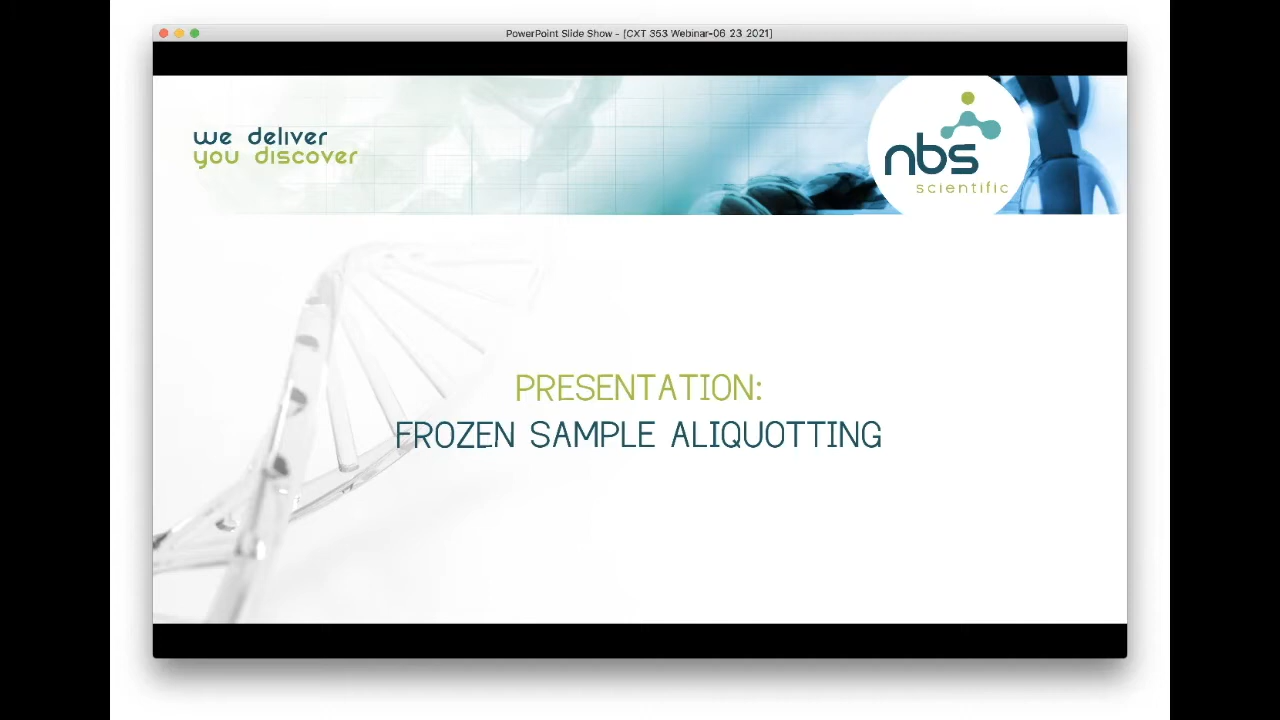 PowerPoint Slide Show - [CXT 353 Webinar-06 23 2021]
we deliver
you discover
nbs
scientific
PRESENTATION:
FROZEN SAMPLE ALIQUOTTING